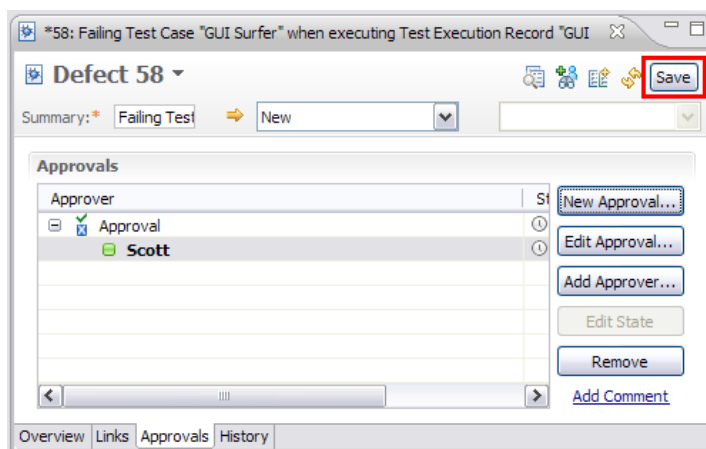 *58: Failing Test Case "GUI Surfer" when executing Test Execution Record "GUI
Defect 58
Save
Summary:* Failing Test New
Approvals
Approver St
New Approval...
Approval
Edit Approval...
Scott
Add Approver...
Edit State
Remove
Add Comment
Overview Links Approvals History